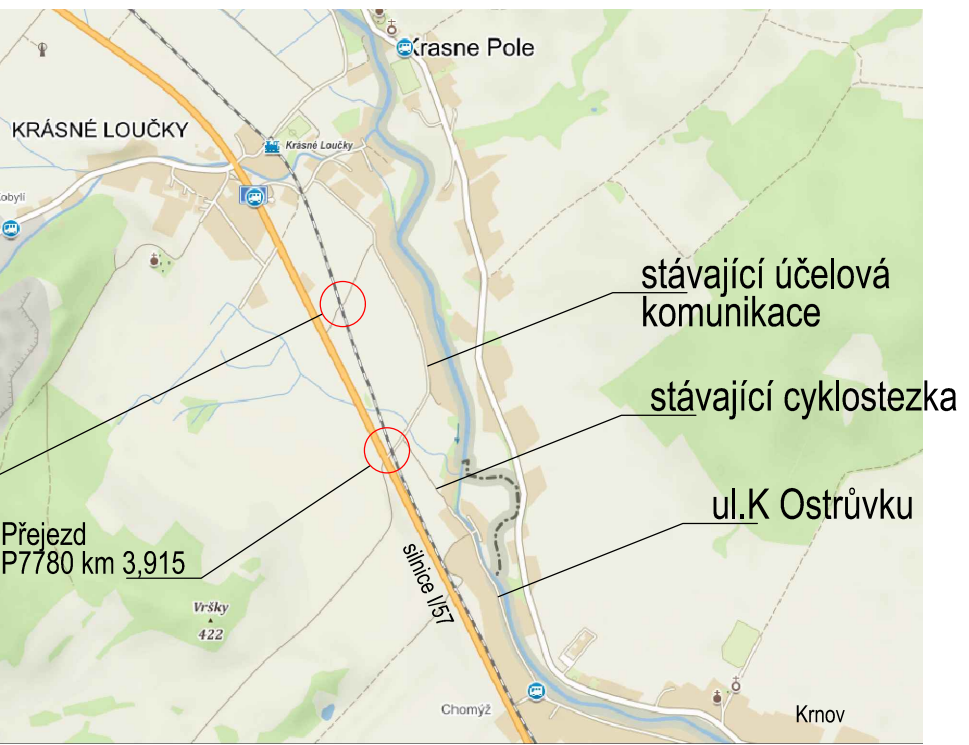 Krasne Pole
KRÁSNÉ LOUČKY
Krásné Loučky
obylí
stávající účelová
komunikace
stávající cyklostezka
ul.K Ostrůvku
Přejezd
P7780 km 3,915
silnice I/57
Vršky
422
Chomýž
Krnov